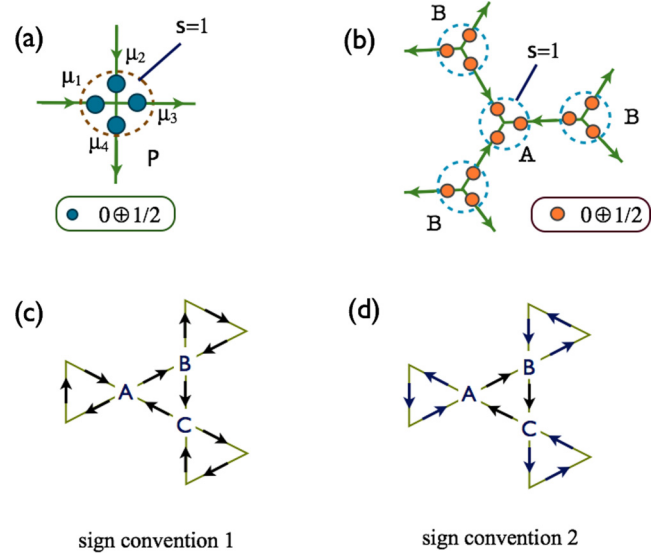 (a)
s=1
μ₂
μ₁
μ₃
μ₄
P
0⊕1/2
(b)
B
s=1
B
A
B
0⊕1/2
(c)
B
A
C
sign convention 1
(d)
B
A
C
sign convention 2